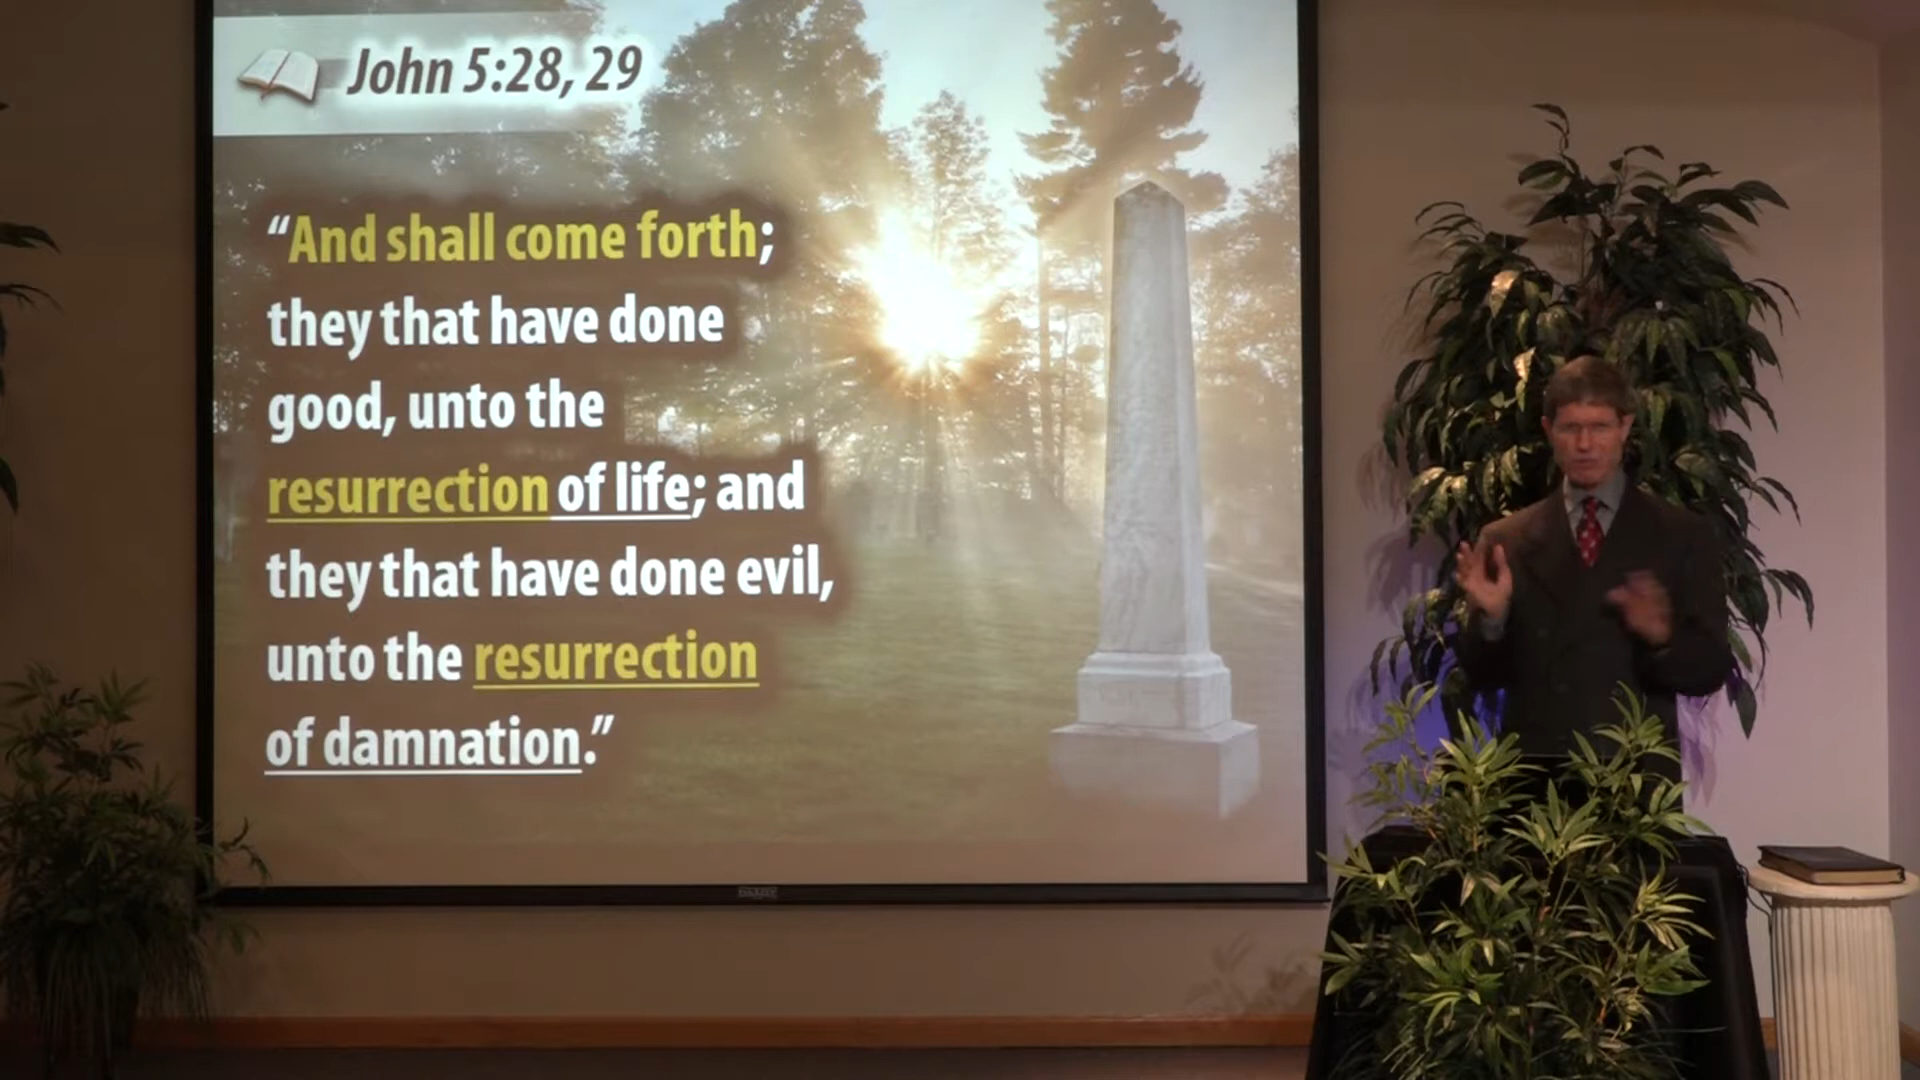 John 5:28, 29
“And shall come forth;
they that have done
good, unto the
resurrection of life; and
they that have done evil,
unto the resurrection
of damnation.”